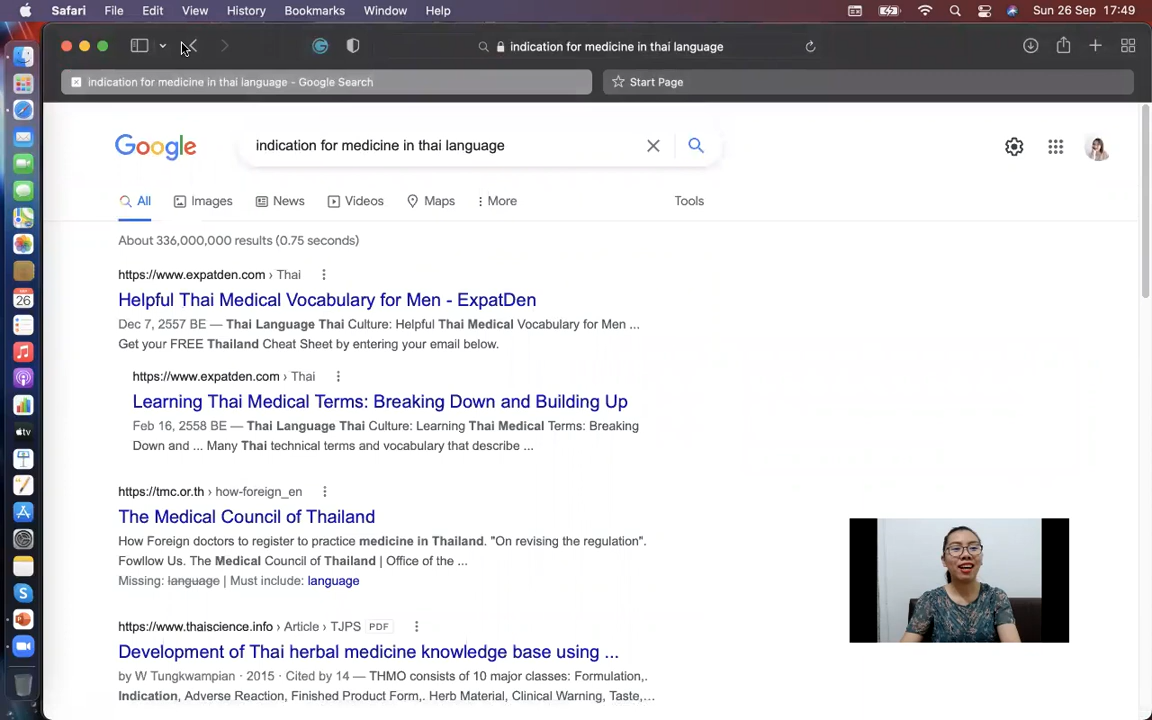 Safari File Edit View History Bookmarks Window Help Sun 26 Sep 17:49
indication for medicine in thai language
indication for medicine in thai language - Google Search Start Page
Google indication for medicine in thai language
All Images News Videos Maps More Tools
About 336,000,000 results (0.75 seconds)
https://www.expatden.com › Thai
Helpful Thai Medical Vocabulary for Men - ExpatDen
Dec 7, 2557 BE — Thai Language Thai Culture: Helpful Thai Medical Vocabulary for Men ...
Get your FREE Thailand Cheat Sheet by entering your email below.
https://www.expatden.com › Thai
Learning Thai Medical Terms: Breaking Down and Building Up
Feb 16, 2558 BE — Thai Language Thai Culture: Learning Thai Medical Terms: Breaking
Down and ... Many Thai technical terms and vocabulary that describe ...
https://tmc.or.th › how-foreign_en
The Medical Council of Thailand
How Foreign doctors to register to practice medicine in Thailand. "On revising the regulation".
Fowllow Us. The Medical Council of Thailand | Office of the ...
Missing: language | Must include: language
https://www.thaiscience.info › Article › TJPS PDF
Development of Thai herbal medicine knowledge base using ...
by W Tungkwampian · 2015 · Cited by 14 — THMO consists of 10 major classes: Formulation,.
Indication, Adverse Reaction, Finished Product Form,. Herb Material, Clinical Warning, Taste,...
SEP
26
tv
S